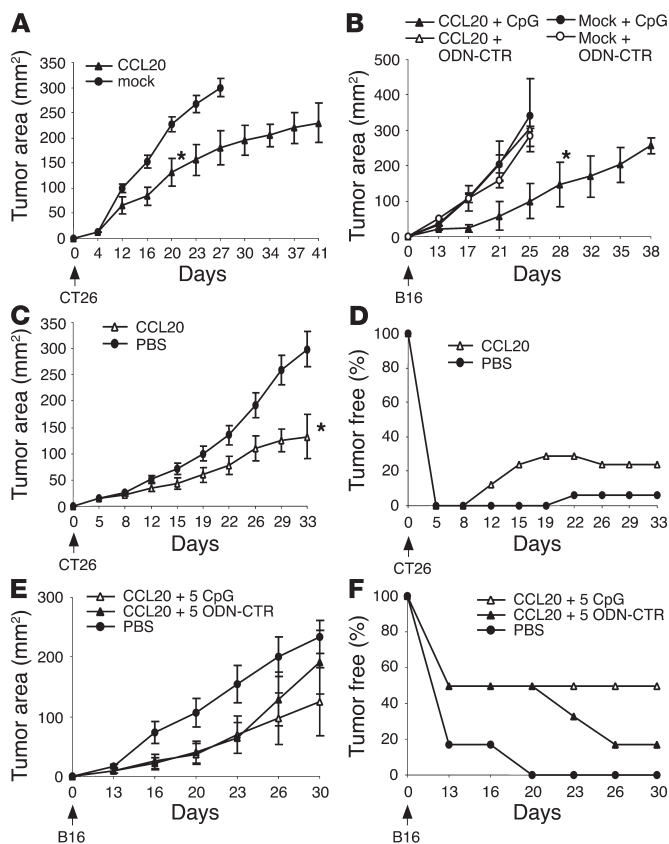 A
CCL20
mock
Tumor area (mm²)
350
300
250
200
150
100
50
0
*
0 4 12 16 20 23 27 30 34 37 41
Days
CT26
B
CCL20 + CpG
CCL20 +
ODN-CTR
Mock + CpG
Mock +
ODN-CTR
Tumor area (mm²)
500
400
300
200
100
0
*
0 13 17 21 25 28 32 35 38
Days
B16
C
CCL20
PBS
Tumor area (mm²)
350
300
250
200
150
100
50
0
*
0 5 8 12 15 19 22 26 29 33
Days
CT26
D
CCL20
PBS
Tumor free (%)
100
80
60
40
20
0
0 5 8 12 15 19 22 26 29 33
Days
CT26
E
CCL20 + 5 CpG
CCL20 + 5 ODN-CTR
PBS
Tumor area (mm²)
300
200
100
0
0 13 16 20 23 26 30
Days
B16
F
CCL20 + 5 CpG
CCL20 + 5 ODN-CTR
PBS
Tumor free (%)
100
80
60
40
20
0
0 13 16 20 23 26 30
Days
B16